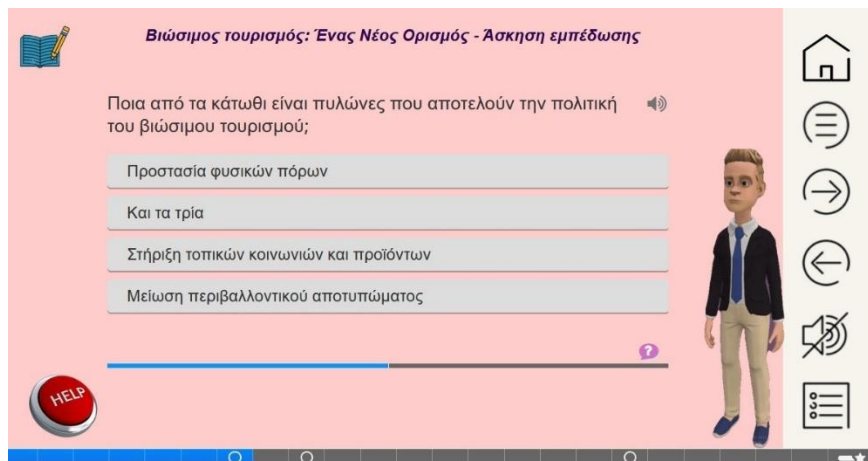 Βιώσιμος τουρισμός: Ένας Νέος Ορισμός - Άσκηση εμπέδωσης
Ποια από τα κάτωθι είναι πυλώνες που αποτελούν την πολιτική
του βιώσιμου τουρισμού;
Προστασία φυσικών πόρων
Και τα τρία
Στήριξη τοπικών κοινωνιών και προϊόντων
Μείωση περιβαλλοντικού αποτυπώματος
?
HELP